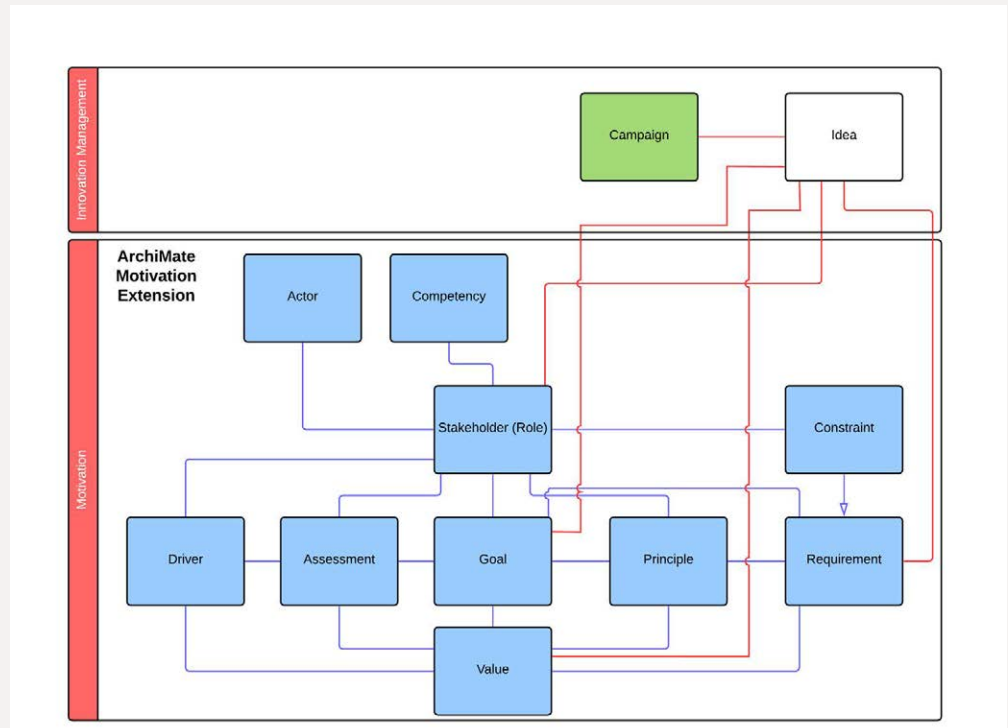 Innovation Management
Campaign
Idea
ArchiMate
Motivation
Extension
Actor
Competency
Motivation
Stakeholder (Role)
Constraint
Driver
Assessment
Goal
Principle
Requirement
Value